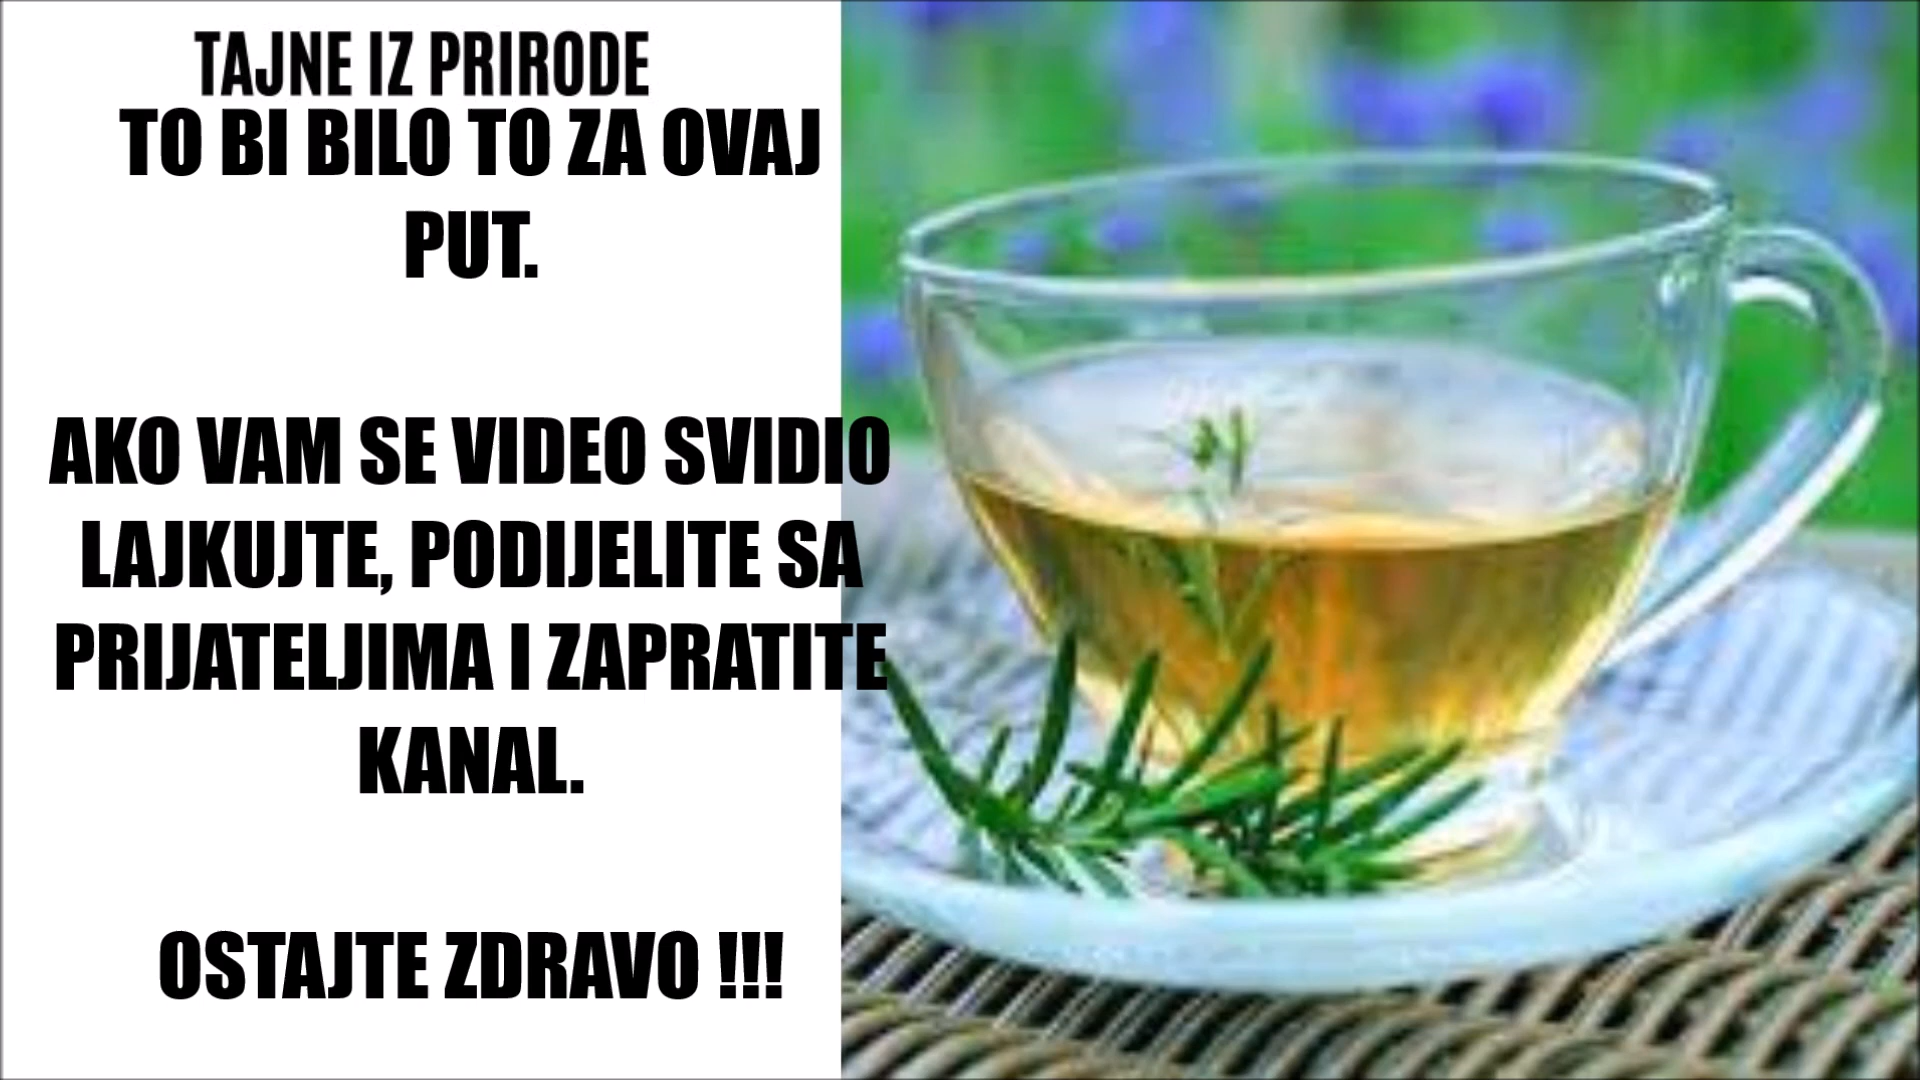 TAJNE IZ PRIRODE
TO BI BILO TO ZA OVAJ
PUT.
AKO VAM SE VIDEO SVIDIO
LAJKUJTE, PODIJELITE SA
PRIJATELJIMA I ZAPRATITE
KANAL.
OSTAJTE ZDRAVO !!!